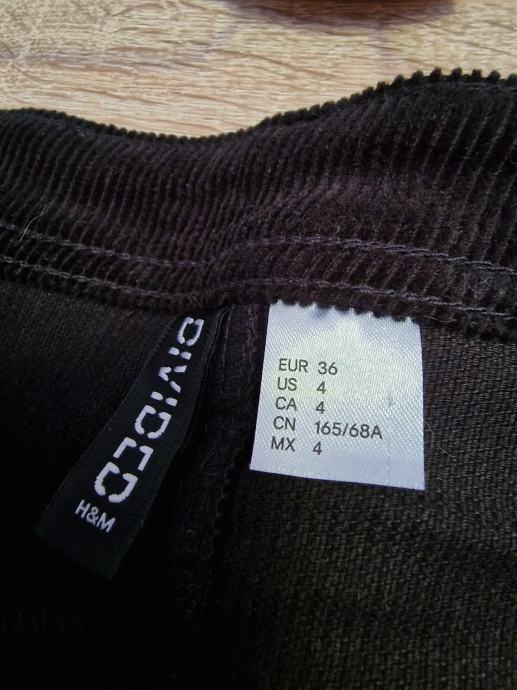 DIVIDED
H&M
EUR 36
US 4
CA 4
CN 165/68A
MX 4